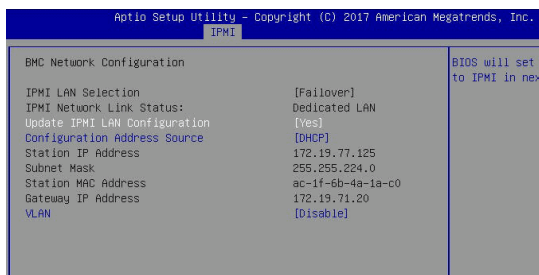 Aptio Setup Utility – Copyright (C) 2017 American Megatrends, Inc.
IPMI
BMC Network Configuration
BIOS will set
to IPMI in nex
IPMI LAN Selection [Failover]
IPMI Network Link Status: Dedicated LAN
Update IPMI LAN Configuration [Yes]
Configuration Address Source [DHCP]
Station IP Address 172.19.77.125
Subnet Mask 255.255.224.0
Station MAC Address ac-1f-6b-4a-1a-c0
Gateway IP Address 172.19.71.20
VLAN [Disable]